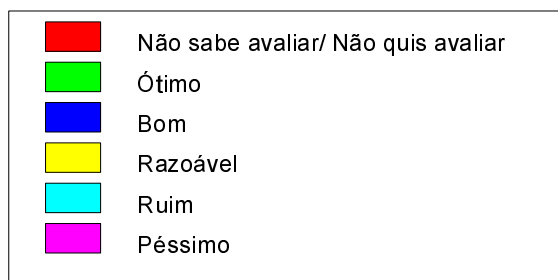 Não sabe avaliar/ Não quis avaliar
Ótimo
Bom
Razoável
Ruim
Péssimo